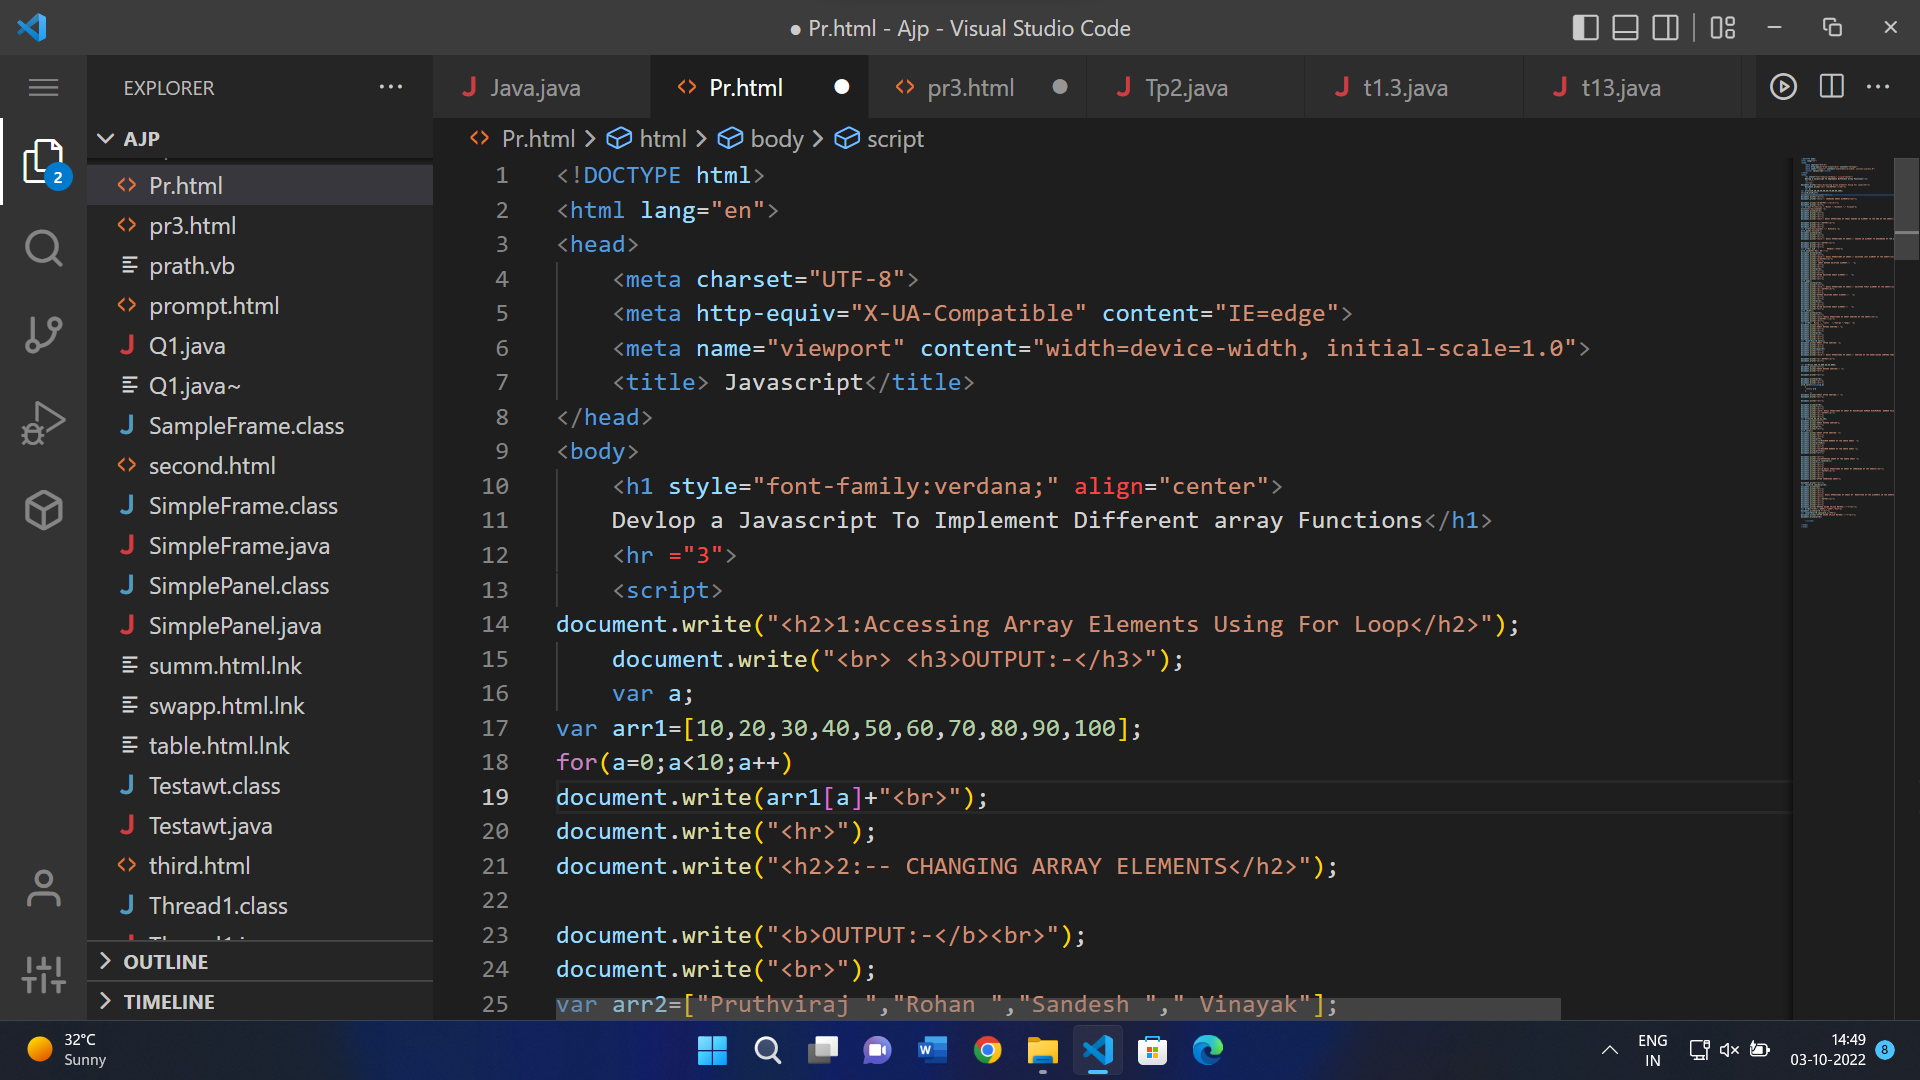 ● Pr.html - Ajp - Visual Studio Code
EXPLORER
Java.java
Pr.html
pr3.html
Tp2.java
t1.3.java
t13.java
AJP
Pr.html > html > body > script
2
Pr.html
pr3.html
prath.vb
prompt.html
Q1.java
Q1.java~
SampleFrame.class
second.html
SimpleFrame.class
SimpleFrame.java
SimplePanel.class
SimplePanel.java
summ.html.lnk
swapp.html.lnk
table.html.lnk
Testawt.class
Testawt.java
third.html
Thread1.class
OUTLINE
TIMELINE
1 <!DOCTYPE html>
2 <html lang="en">
3 <head>
4 <meta charset="UTF-8">
5 <meta http-equiv="X-UA-Compatible" content="IE=edge">
6 <meta name="viewport" content="width=device-width, initial-scale=1.0">
7 <title> Javascript</title>
8 </head>
9 <body>
10 <h1 style="font-family:verdana;" align="center">
11 Devlop a Javascript To Implement Different array Functions</h1>
12 <hr ="3">
13 <script>
14 document.write("<h2>1:Accessing Array Elements Using For Loop</h2>");
15 document.write("<br> <h3>OUTPUT:-</h3>");
16 var a;
17 var arr1=[10,20,30,40,50,60,70,80,90,100];
18 for(a=0;a<10;a++)
19 document.write(arr1[a]+"<br>");
20 document.write("<hr>");
21 document.write("<h2>2:-- CHANGING ARRAY ELEMENTS</h2>");
22
23 document.write("<b>OUTPUT:-</b><br>");
24 document.write("<br>");
25 var arr2=["Pruthviraj ","Rohan ","Sandesh "," Vinayak"];
32°C
Sunny
ENG
IN
14:49
03-10-2022
8